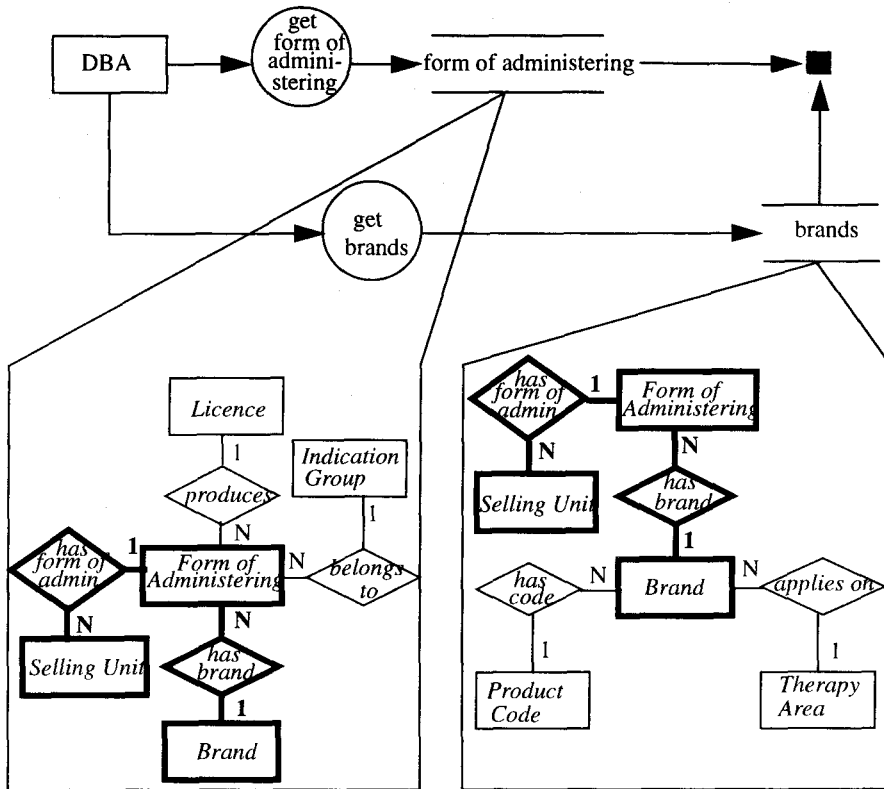 get
form of
admini-
stering
DBA
form of administering
get
brands
brands
Licence
1
produces
N
Indication
Group
1
belongs
to
N
has
form of
admin
1
Form of
Administering
N
Selling Unit
N
has
brand
1
Brand
has
form of
admin
1
Form of
Administering
N
Selling Unit
N
has
brand
1
Brand
N
has
code
1
Product
Code
N
applies on
1
Therapy
Area